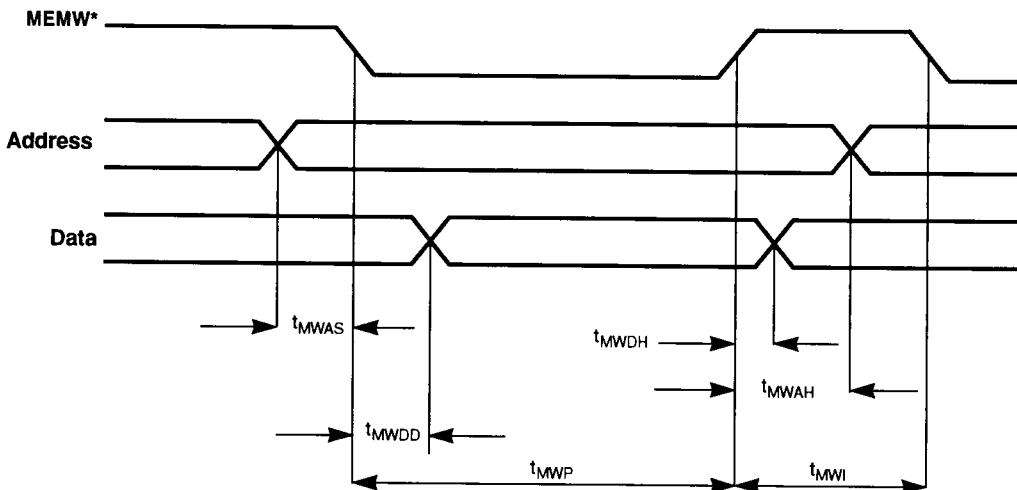 MEMW*
Address
Data
tMWAS
tMWDH
tMWAH
tMWDD
tMWP
tMWI